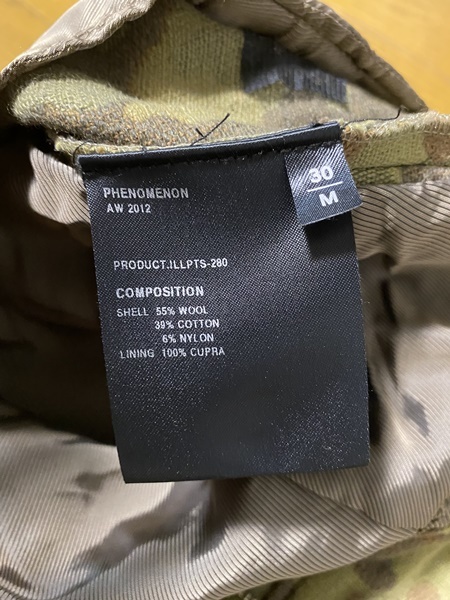 PHENOMENON
AW 2012
30
M
PRODUCT.ILLPTS-280
COMPOSITION
SHELL 55% WOOL
39% COTTON
6% NYLON
LINING 100% CUPRA